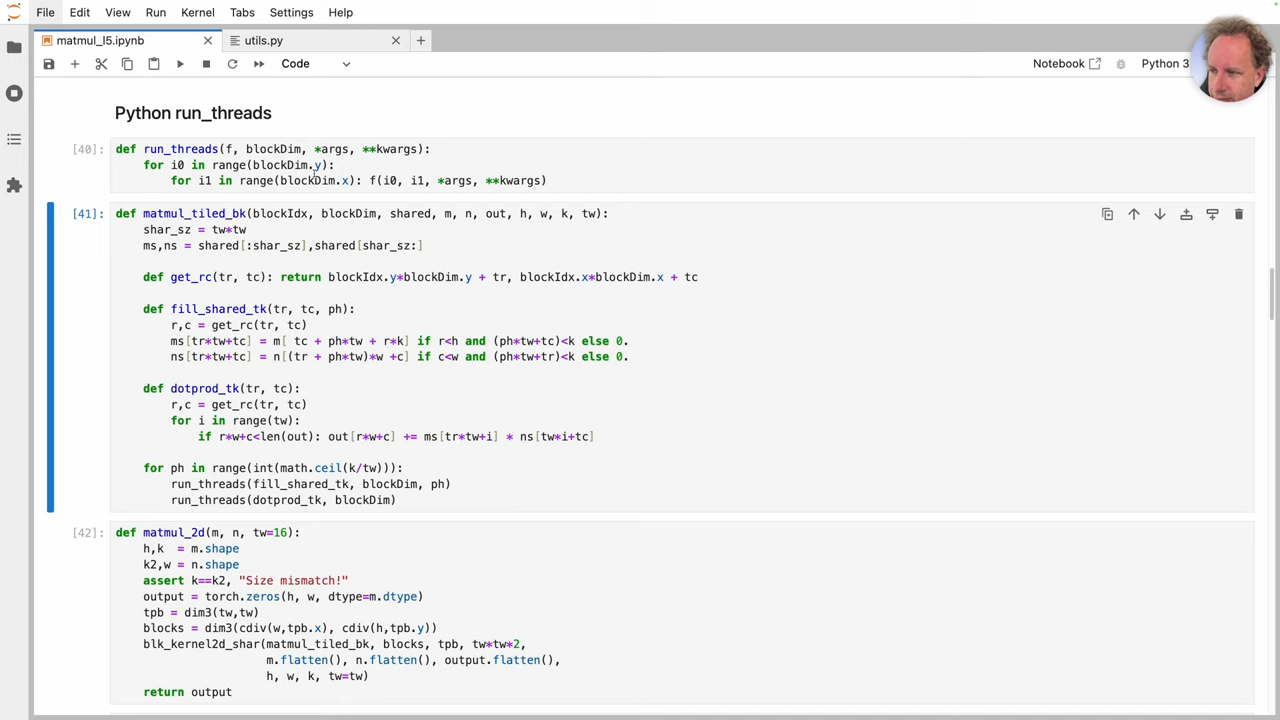 File Edit View Run Kernel Tabs Settings Help
matmul_l5.ipynb utils.py
Code Notebook Python 3
Python run_threads
[40]: def run_threads(f, blockDim, *args, **kwargs):
for i0 in range(blockDim.y):
for i1 in range(blockDim.x): f(i0, i1, *args, **kwargs)
[41]: def matmul_tiled_bk(blockIdx, blockDim, shared, m, n, out, h, w, k, tw):
shar_sz = tw*tw
ms,ns = shared[:shar_sz],shared[shar_sz:]
def get_rc(tr, tc): return blockIdx.y*blockDim.y + tr, blockIdx.x*blockDim.x + tc
def fill_shared_tk(tr, tc, ph):
r,c = get_rc(tr, tc)
ms[tr*tw+tc] = m[ tc + ph*tw + r*k] if r<h and (ph*tw+tc)<k else 0.
ns[tr*tw+tc] = n[(tr + ph*tw)*w +c] if c<w and (ph*tw+tr)<k else 0.
def dotprod_tk(tr, tc):
r,c = get_rc(tr, tc)
for i in range(tw):
if r*w+c<len(out): out[r*w+c] += ms[tr*tw+i] * ns[tw*i+tc]
for ph in range(int(math.ceil(k/tw))):
run_threads(fill_shared_tk, blockDim, ph)
run_threads(dotprod_tk, blockDim)
[42]: def matmul_2d(m, n, tw=16):
h,k  = m.shape
k2,w = n.shape
assert k==k2, "Size mismatch!"
output = torch.zeros(h, w, dtype=m.dtype)
tpb = dim3(tw,tw)
blocks = dim3(cdiv(w,tpb.x), cdiv(h,tpb.y))
blk_kernel2d_shar(matmul_tiled_bk, blocks, tpb, tw*tw*2,
m.flatten(), n.flatten(), output.flatten(),
h, w, k, tw=tw)
return output